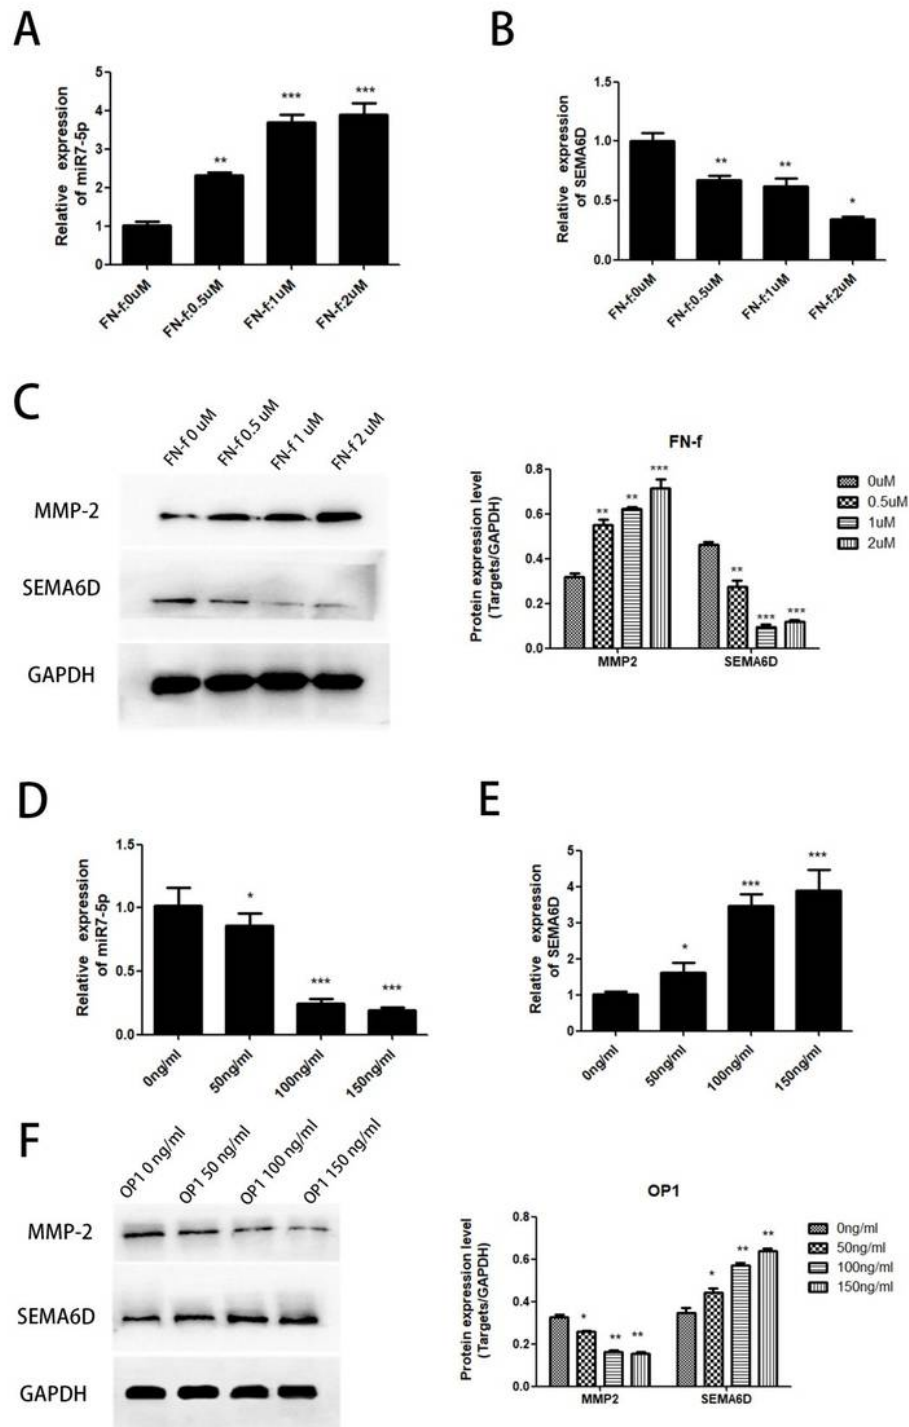 A
Relative expression
of miR7-5p
5
4
3
2
1
0
**
***
***
FN-f:0uM
FN-f:0.5uM
FN-f:1uM
FN-f:2uM
B
Relative expression
of SEMA6D
1.5
1.0
0.5
0.0
**
**
*
FN-f:0uM
FN-f:0.5uM
FN-f:1uM
FN-f:2uM
C
FN-f 0 uM
FN-f 0.5 uM
FN-f 1 uM
FN-f 2 uM
MMP-2
SEMA6D
GAPDH
FN-f
Protein expression level
(Targets/GAPDH)
0.8
0.6
0.4
0.2
0.0
**
**
***
**
***
***
MMP2
SEMA6D
0uM
0.5uM
1uM
2uM
D
Relative expression
of miR7-5p
1.5
1.0
0.5
0.0
*
***
***
0ng/ml
50ng/ml
100ng/ml
150ng/ml
E
Relative expression
of SEMA6D
5
4
3
2
1
0
*
***
***
0ng/ml
50ng/ml
100ng/ml
150ng/ml
F
OP1 0 ng/ml
OP1 50 ng/ml
OP1 100 ng/ml
OP1 150 ng/ml
MMP-2
SEMA6D
GAPDH
OP1
Protein expression level
(Targets/GAPDH)
0.8
0.6
0.4
0.2
0.0
*
**
**
*
**
**
MMP2
SEMA6D
0ng/ml
50ng/ml
100ng/ml
150ng/ml